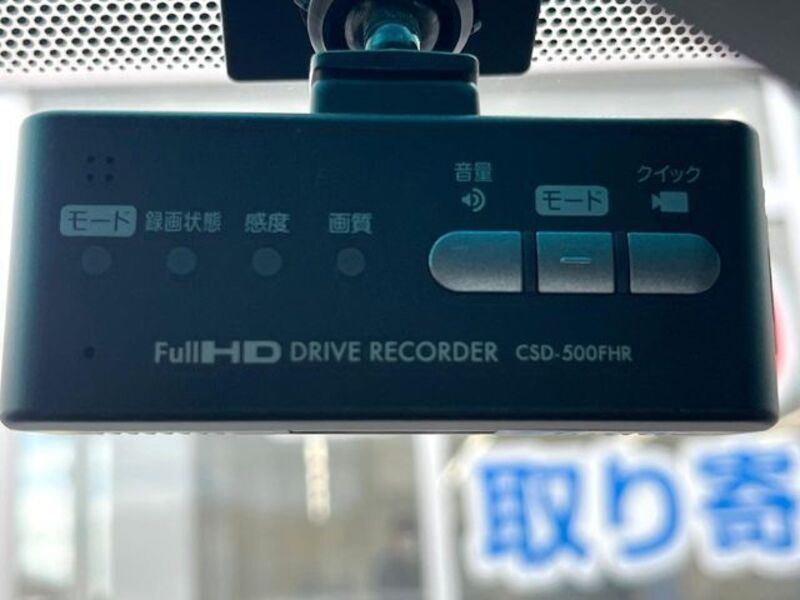 音量 モード クイック
モード 録画状態 感度 画質
FullHD DRIVE RECORDER CSD-500FHR
取り寄